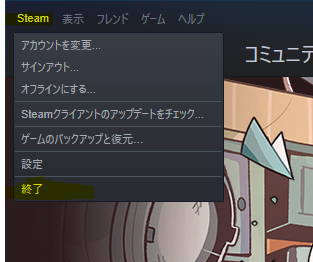 Steam 表示 フレンド ゲーム ヘルプ
アカウントを変更...
サインアウト...
オフラインにする...
Steamクライアントのアップデートをチェック...
ゲームのバックアップと復元...
設定
終了
コミュニテ